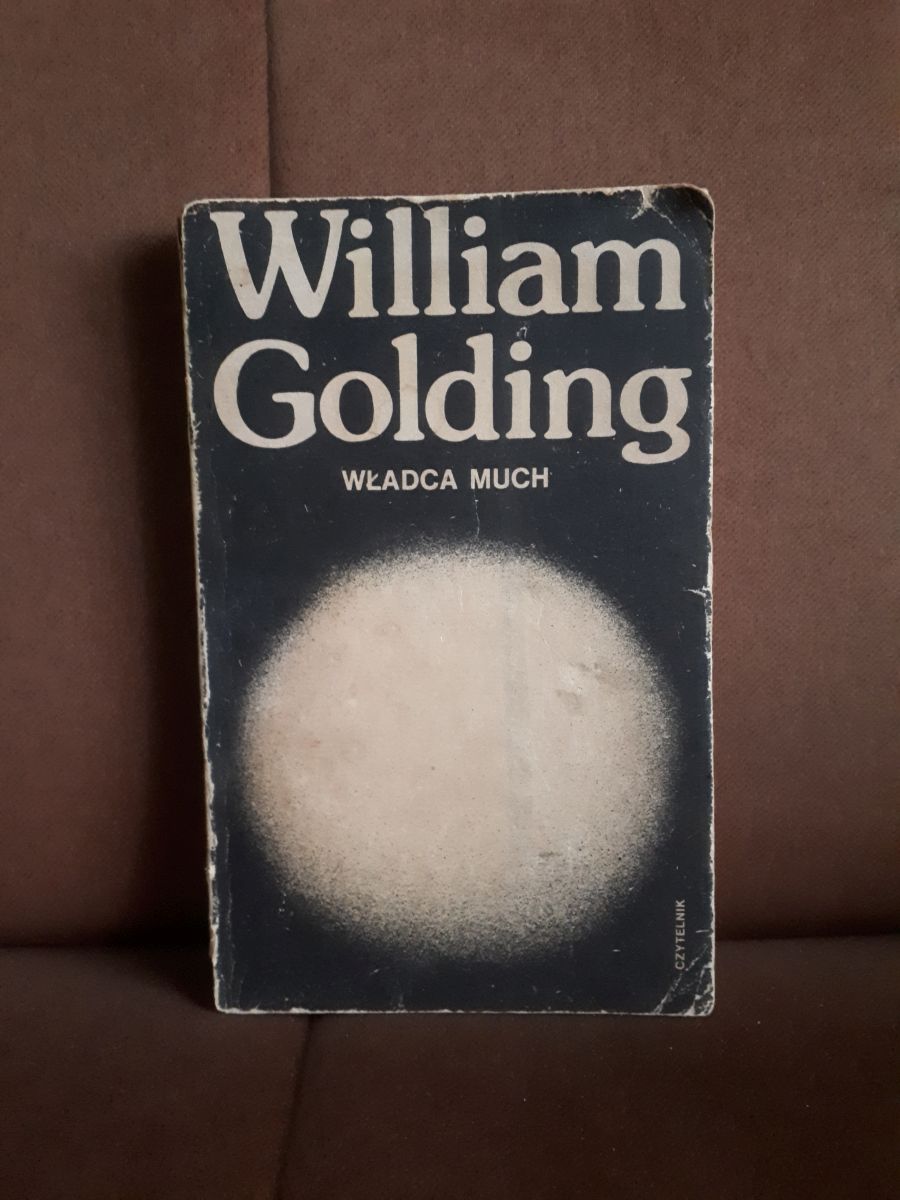 William
Golding
WŁADCA MUCH
CZYTELNIK